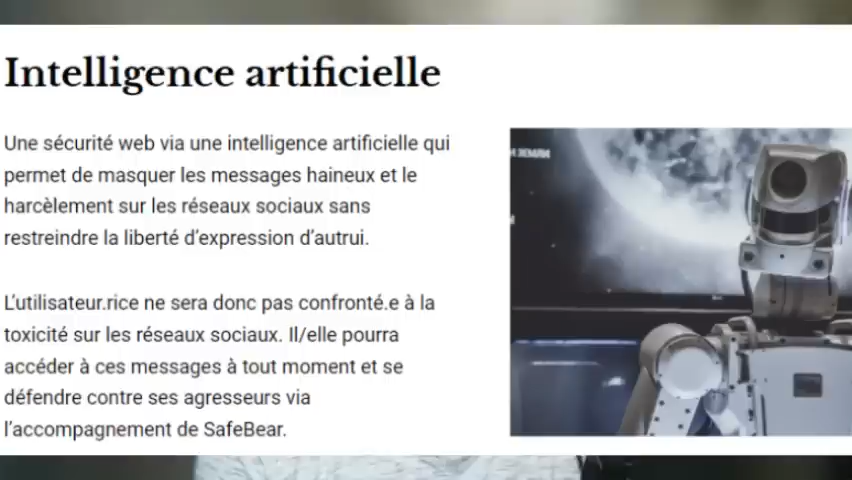 Intelligence artificielle
Une sécurité web via une intelligence artificielle qui
permet de masquer les messages haineux et le
harcèlement sur les réseaux sociaux sans
restreindre la liberté d'expression d'autrui.
L'utilisateur.rice ne sera donc pas confronté.e à la
toxicité sur les réseaux sociaux. Il/elle pourra
accéder à ces messages à tout moment et se
défendre contre ses agresseurs via
l'accompagnement de SafeBear.